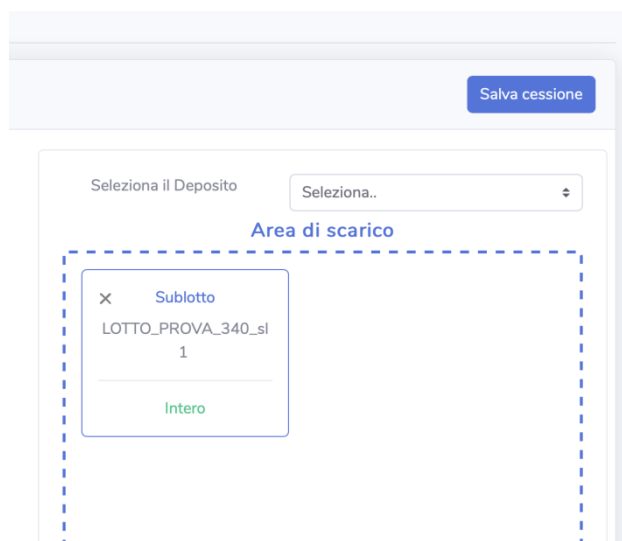 Salva cessione
Seleziona il Deposito
Seleziona..
Area di scarico
Sublotto
LOTTO_PROVA_340_sl
1
Intero